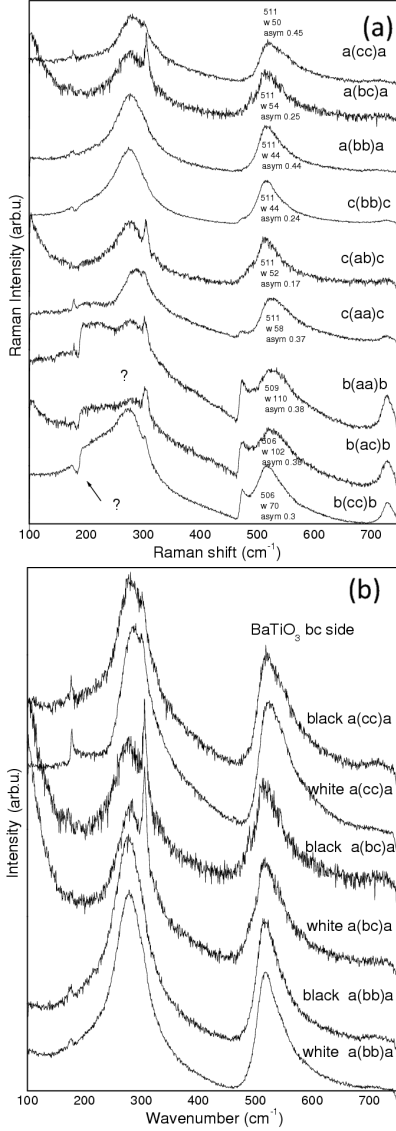 (a)
511
w 50
asym 0.45
a(cc)a
a(bc)a
511
w 54
asym 0.25
a(bb)a
511
w 44
asym 0.44
c(bb)c
511
w 44
asym 0.24
c(ab)c
511
w 52
asym 0.17
c(aa)c
511
w 58
asym 0.37
?
b(aa)b
509
w 110
asym 0.38
b(ac)b
506
w 102
asym 0.38
b(cc)b
506
w 70
asym 0.3
?
Raman Intensity (arb.u)
100 200 300 400 500 600 700
Raman shift (cm⁻¹)
(b)
BaTiO₃ bc side
black a(cc)a
white a(cc)a
black a(bc)a
white a(bc)a
black a(bb)a
white a(bb)a
Intensity (arb.u)
100 200 300 400 500 600 700
Wavenumber (cm⁻¹)